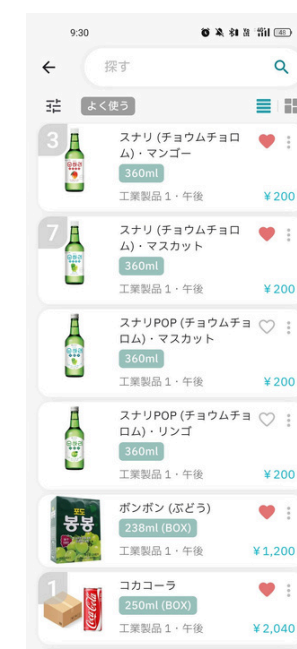 9:30
探す
よく使う
3
スナリ (チョウムチョロ
ム)・マンゴー
360ml
工業製品 1・午後
¥200
7
スナリ (チョウムチョロ
ム)・マスカット
360ml
工業製品 1・午後
¥200
スナリPOP (チョウムチョ
ロム)・マスカット
360ml
工業製品 1・午後
¥200
スナリPOP (チョウムチョ
ロム)・リンゴ
360ml
工業製品 1・午後
¥200
포도
봉봉
ボンボン (ぶどう)
238ml (BOX)
工業製品 1・午後
¥1,200
1
Coca-Cola
コカコーラ
250ml (BOX)
工業製品 1・午後
¥2,040